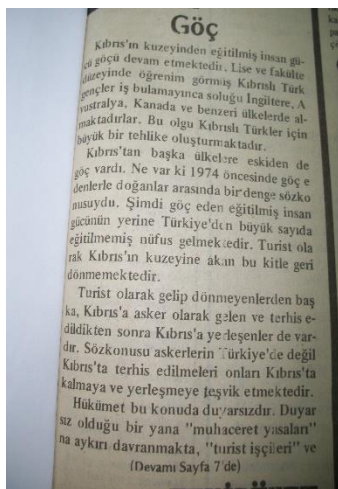 Göç
Kıbrıs'ın kuzeyinden eğitilmiş insan gü-
cü göçü devam etmektedir. Lise ve fakülte
düzeyinde öğrenim görmüş Kıbrıslı Türk
gençler iş bulamayınca soluğu İngiltere, A
vustralya, Kanada ve benzeri ülkelerde al-
maktadırlar. Bu olgu Kıbrıslı Türkler için
büyük bir tehlike oluşturmaktadır.
Kıbrıs'tan başka ülkelere eskiden de
göç vardı. Ne var ki 1974 öncesinde göç e
denlerle doğanlar arasında bir denge sözko
nusuydu. Şimdi göç eden eğitilmiş insan
gücünün yerine Türkiye'den büyük sayıda
eğitilmemiş nüfus gelmektedir. Turist ola
rak Kıbrıs'ın kuzeyine akan bu kitle geri
dönmemektedir.
Turist olarak gelip dönmeyenlerden baş
ka, Kıbrıs'a asker olarak gelen ve terhis e-
dildikten sonra Kıbrıs'a yerleşenler de var-
dır. Sözkonusu askerlerin Türkiye'de değil
Kıbrıs'ta terhis edilmeleri onları Kıbrıs'ta
kalmaya ve yerleşmeye teşvik etmektedir.
Hükümet bu konuda duyarsızdır. Duyar
sız olduğu bir yana "muhaceret yasaları"
na aykırı davranmakta, "turist işçileri" ve
(Devamı Sayfa 7'de)